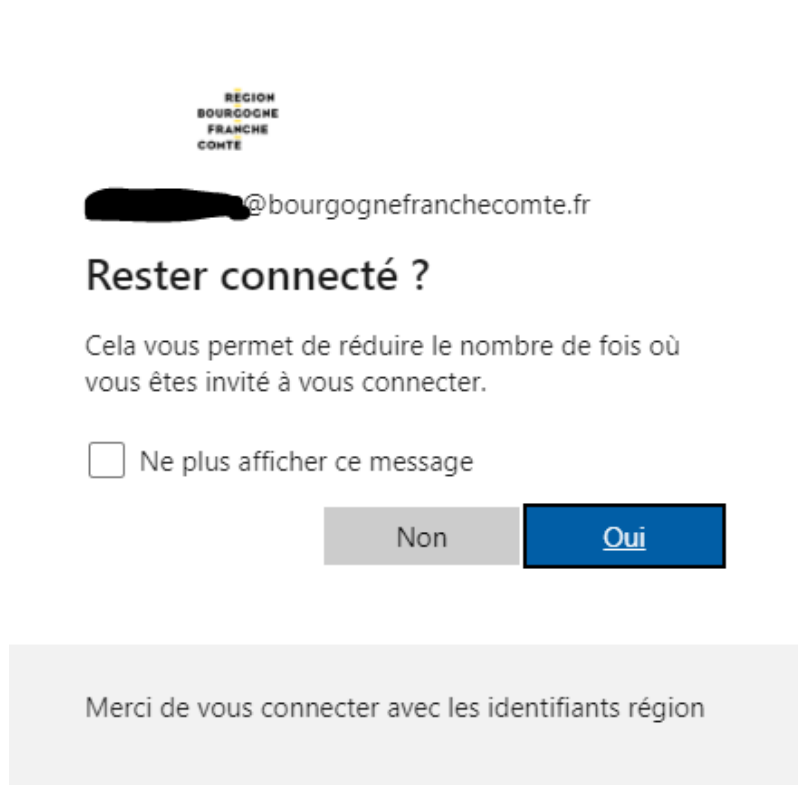 RÉGION
BOURGOGNE
FRANCHE
COMTÉ
@bourgognefranchecomte.fr
Rester connecté ?
Cela vous permet de réduire le nombre de fois où
vous êtes invité à vous connecter.
Ne plus afficher ce message
Non
Oui
Merci de vous connecter avec les identifiants région